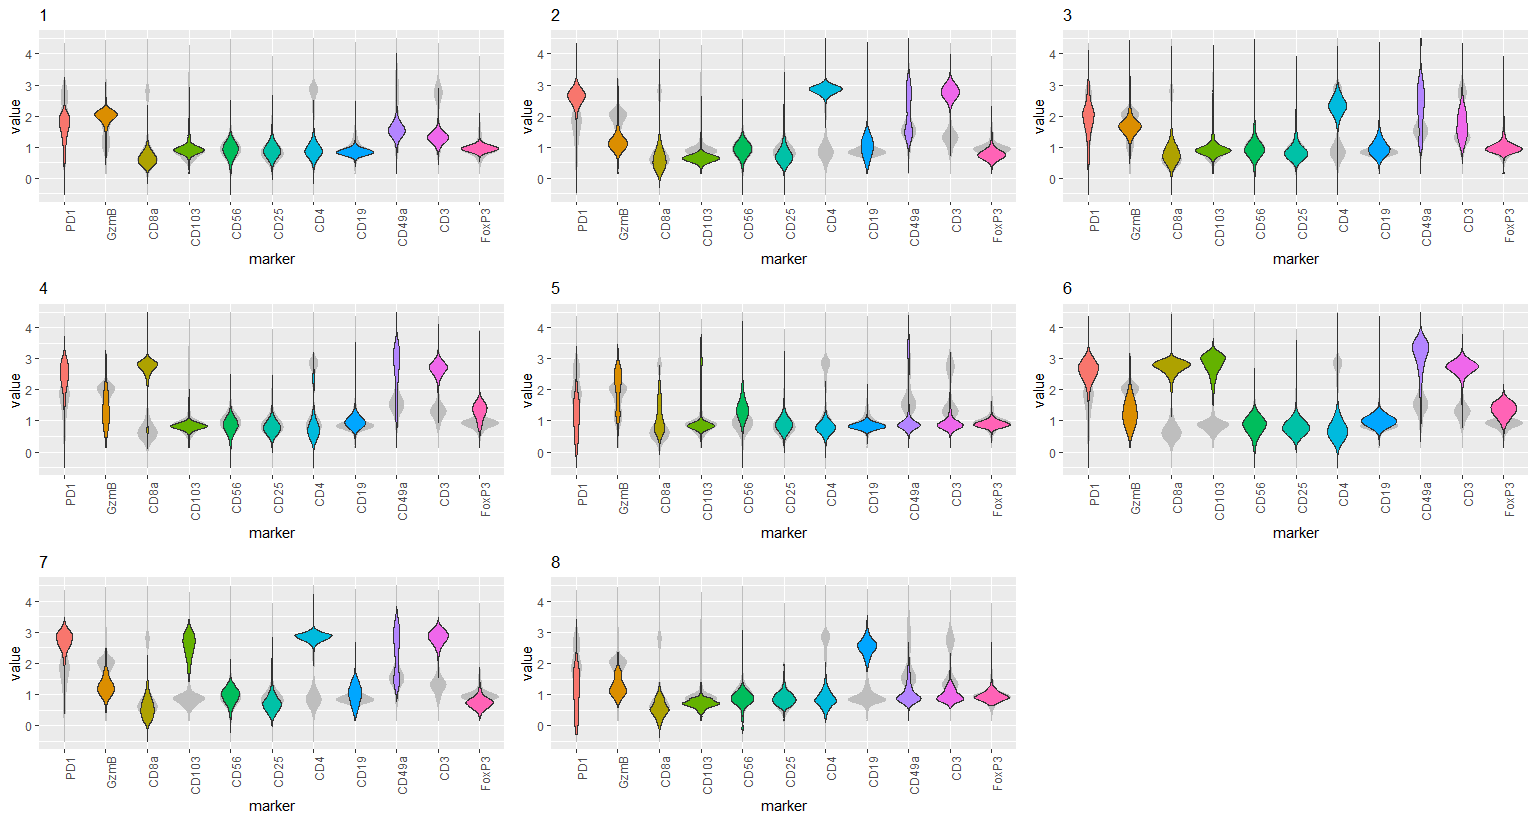 1
value
4
3
2
1
0
PD1
GzmB
CD8a
CD103
CD56
CD25
CD4
CD19
CD49a
CD3
FoxP3
marker
2
value
4
3
2
1
0
PD1
GzmB
CD8a
CD103
CD56
CD25
CD4
CD19
CD49a
CD3
FoxP3
marker
3
value
4
3
2
1
0
PD1
GzmB
CD8a
CD103
CD56
CD25
CD4
CD19
CD49a
CD3
FoxP3
marker
4
value
4
3
2
1
0
PD1
GzmB
CD8a
CD103
CD56
CD25
CD4
CD19
CD49a
CD3
FoxP3
marker
5
value
4
3
2
1
0
PD1
GzmB
CD8a
CD103
CD56
CD25
CD4
CD19
CD49a
CD3
FoxP3
marker
6
value
4
3
2
1
0
PD1
GzmB
CD8a
CD103
CD56
CD25
CD4
CD19
CD49a
CD3
FoxP3
marker
7
value
4
3
2
1
0
PD1
GzmB
CD8a
CD103
CD56
CD25
CD4
CD19
CD49a
CD3
FoxP3
marker
8
value
4
3
2
1
0
PD1
GzmB
CD8a
CD103
CD56
CD25
CD4
CD19
CD49a
CD3
FoxP3
marker